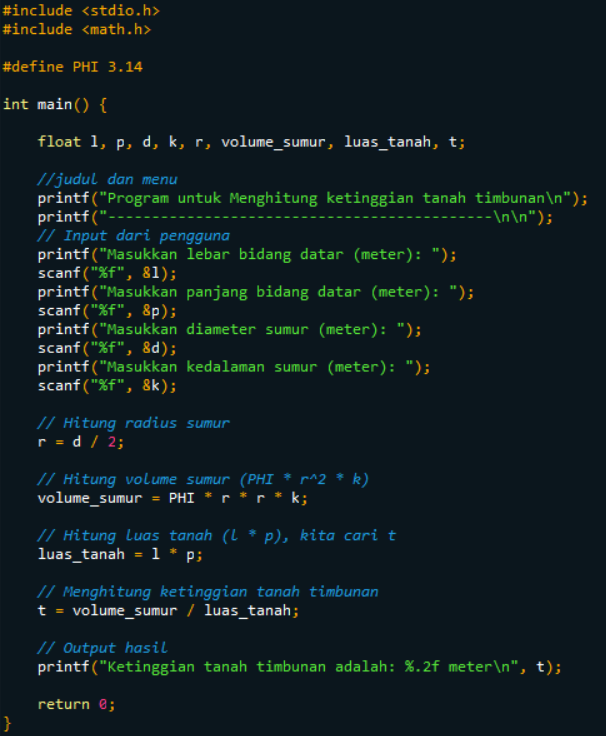 #include <stdio.h>
#include <math.h>
#define PHI 3.14
int main() {
float l, p, d, k, r, volume_sumur, luas_tanah, t;
//judul dan menu
printf("Program untuk Menghitung ketinggian tanah timbunan\n");
printf("--------------------------------------------\n\n");
// Input dari pengguna
printf("Masukkan lebar bidang datar (meter): ");
scanf("%f", &l);
printf("Masukkan panjang bidang datar (meter): ");
scanf("%f", &p);
printf("Masukkan diameter sumur (meter): ");
scanf("%f", &d);
printf("Masukkan kedalaman sumur (meter): ");
scanf("%f", &k);
// Hitung radius sumur
r = d / 2;
// Hitung volume sumur (PHI * r^2 * k)
volume_sumur = PHI * r * r * k;
// Hitung luas tanah (l * p), kita cari t
luas_tanah = l * p;
// Menghitung ketinggian tanah timbunan
t = volume_sumur / luas_tanah;
// Output hasil
printf("Ketinggian tanah timbunan adalah: %.2f meter\n", t);
return 0;
}